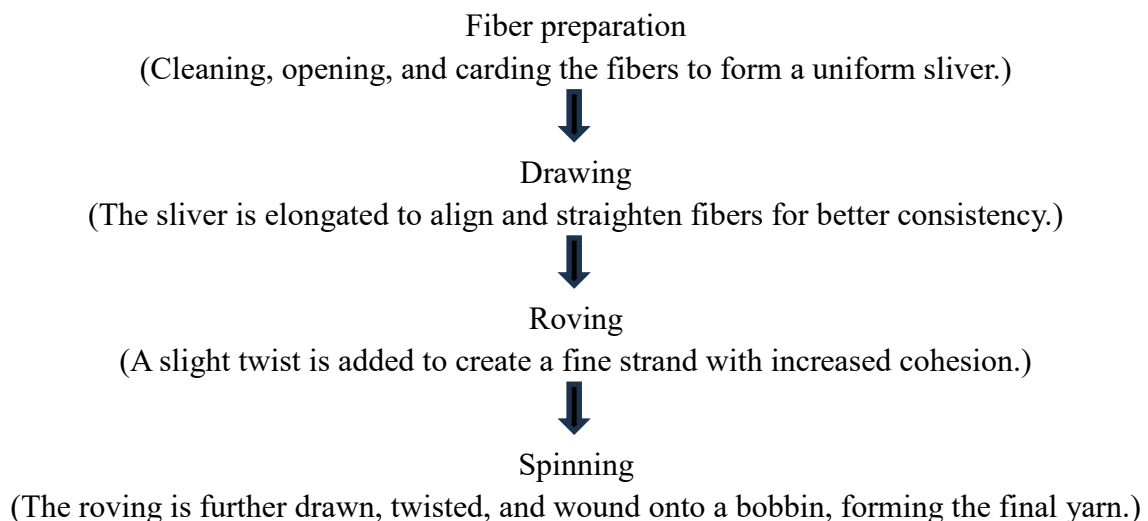 Fiber preparation
(Cleaning, opening, and carding the fibers to form a uniform sliver.)
Drawing
(The sliver is elongated to align and straighten fibers for better consistency.)
Roving
(A slight twist is added to create a fine strand with increased cohesion.)
Spinning
(The roving is further drawn, twisted, and wound onto a bobbin, forming the final yarn.)